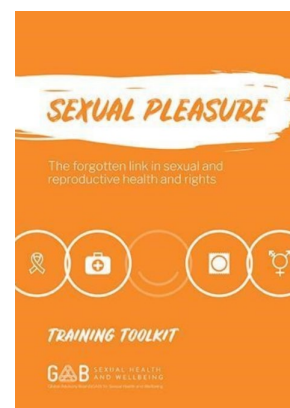 SEXUAL PLEASURE
The forgotten link in sexual and
reproductive health and rights
TRAINING TOOLKIT
GAB SEXUAL HEALTH
AND WELLBEING